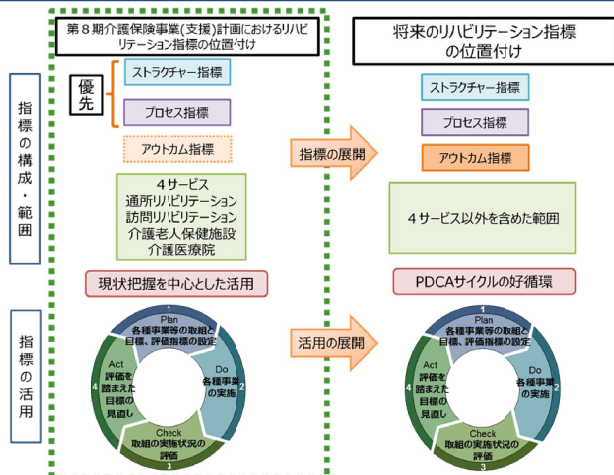 第８期介護保険事業(支援)計画におけるリハビ
リテーション指標の位置付け
将来のリハビリテーション指標
の位置付け
指標の構成・範囲
優先
ストラクチャー指標
プロセス指標
アウトカム指標
４サービス
通所リハビリテーション
訪問リハビリテーション
介護老人保健施設
介護医療院
指標の展開
ストラクチャー指標
プロセス指標
アウトカム指標
４サービス以外を含めた範囲
指標の活用
現状把握を中心とした活用
1
Plan
各種事業等の取組と
目標、評価指標の設定
Do
各種事業
の実施
2
Check
取組の実施状況の
評価
Act
評価を
踏まえた
目標の
見直し
4
活用の展開
PDCAサイクルの好循環
1
Plan
各種事業等の取組と
目標、評価指標の設定
Do
各種事業
の実施
2
Check
取組の実施状況の
評価
3
Act
評価を
踏まえた
目標の
見直し
4